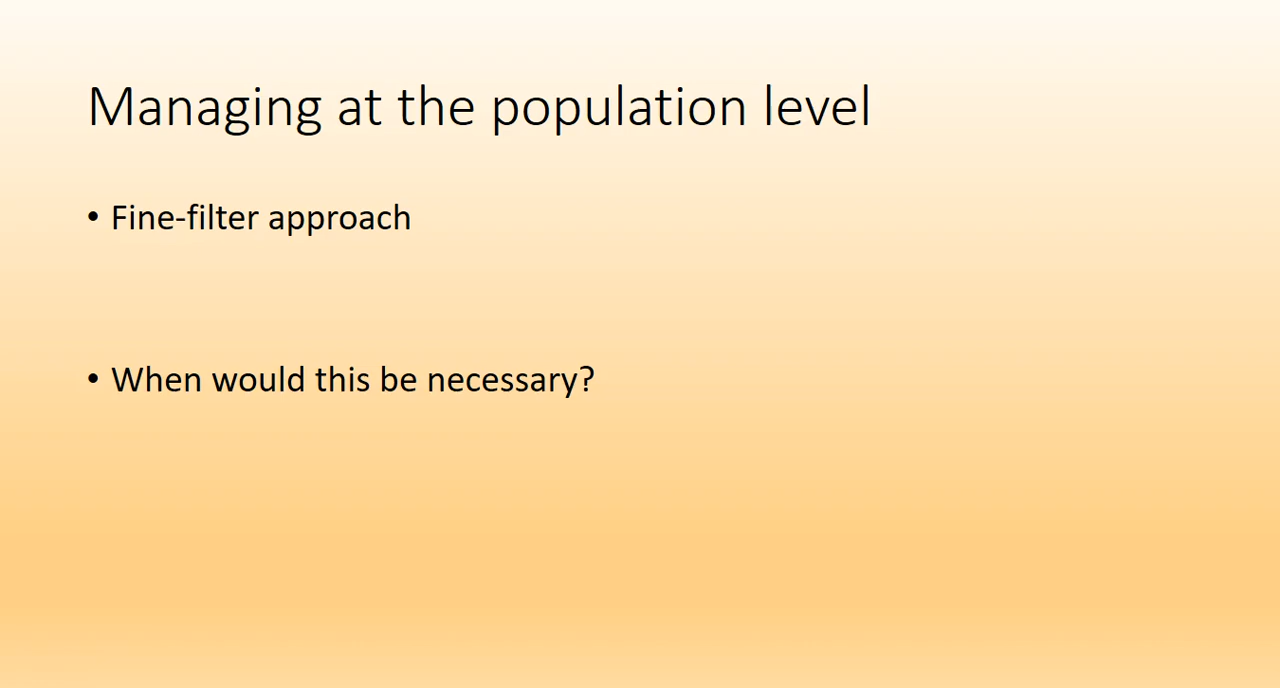 Managing at the population level
• Fine-filter approach
• When would this be necessary?